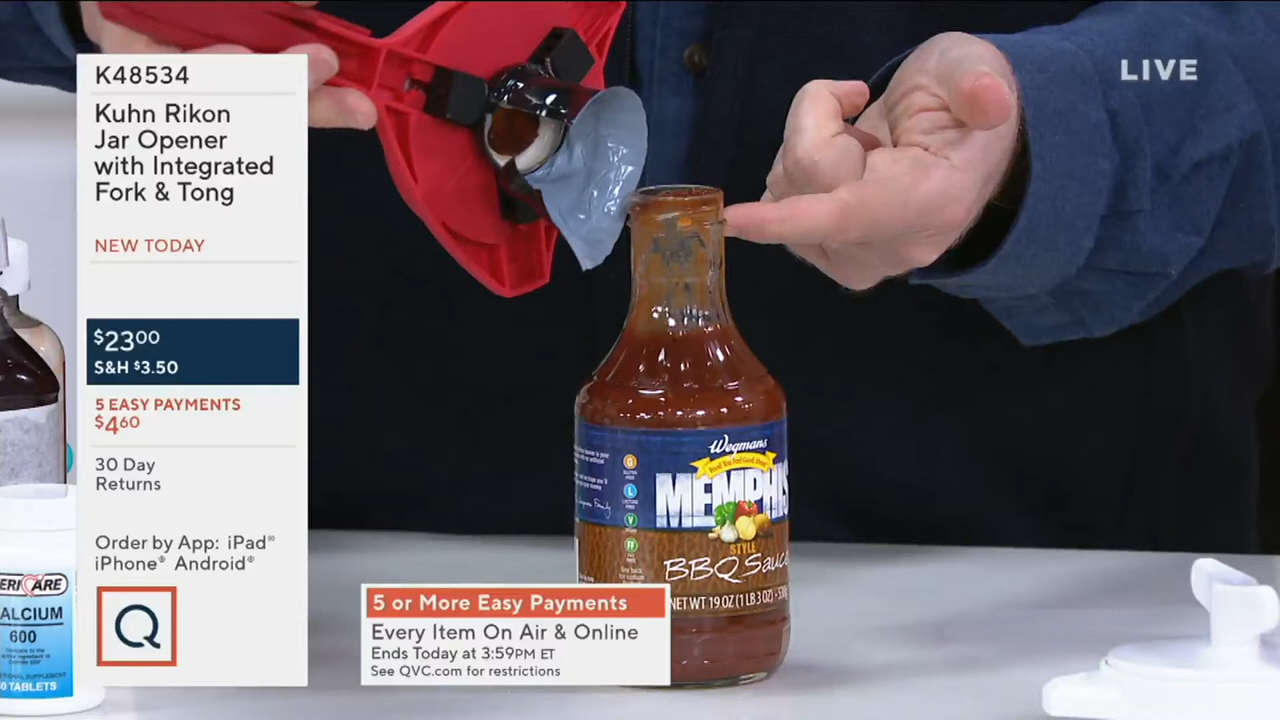 K48534
Kuhn Rikon
Jar Opener
with Integrated
Fork & Tong
NEW TODAY
$23.00
S&H $3.50
5 EASY PAYMENTS
$4.60
30 Day
Returns
Order by App: iPad®
iPhone® Android®
Q
LIVE
5 or More Easy Payments
Every Item On Air & Online
Ends Today at 3:59PM ET
See QVC.com for restrictions
Wegmans
MEMPHIS
STYLE
BBQ Sauce
NET WT 19 OZ (1 LB 3 OZ)
ERICARE
ALCIUM
600
TABLETS